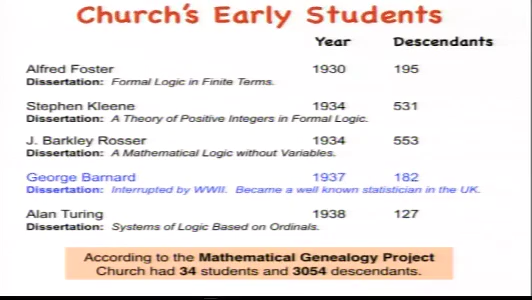 Church's Early Students
Year Descendants
Alfred Foster 1930 195
Dissertation: Formal Logic in Finite Terms.
Stephen Kleene 1934 531
Dissertation: A Theory of Positive Integers in Formal Logic.
J. Barkley Rosser 1934 553
Dissertation: A Mathematical Logic without Variables.
George Barnard 1937 182
Dissertation: Interrupted by WWII. Became a well known statistician in the UK.
Alan Turing 1938 127
Dissertation: Systems of Logic Based on Ordinals.
According to the Mathematical Genealogy Project
Church had 34 students and 3054 descendants.